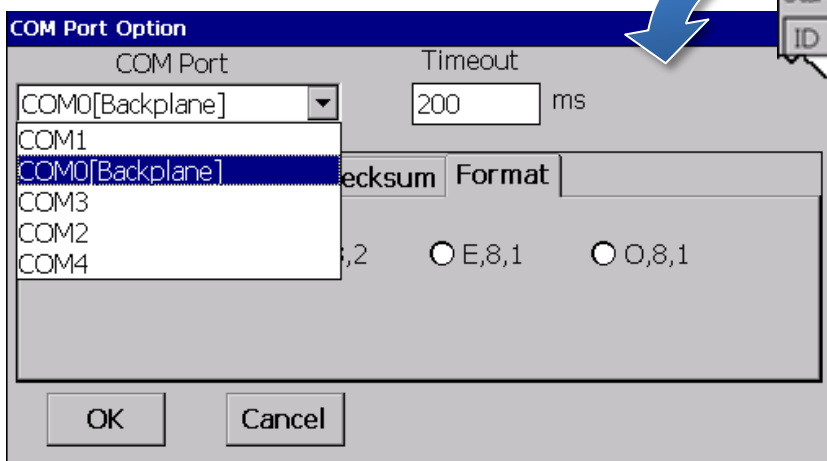 COM Port Option
ID
COM Port Timeout
COM0[Backplane] 200 ms
COM1
COM0[Backplane]
COM3
COM2
COM4
Format
E,8,1 O,8,1
OK Cancel